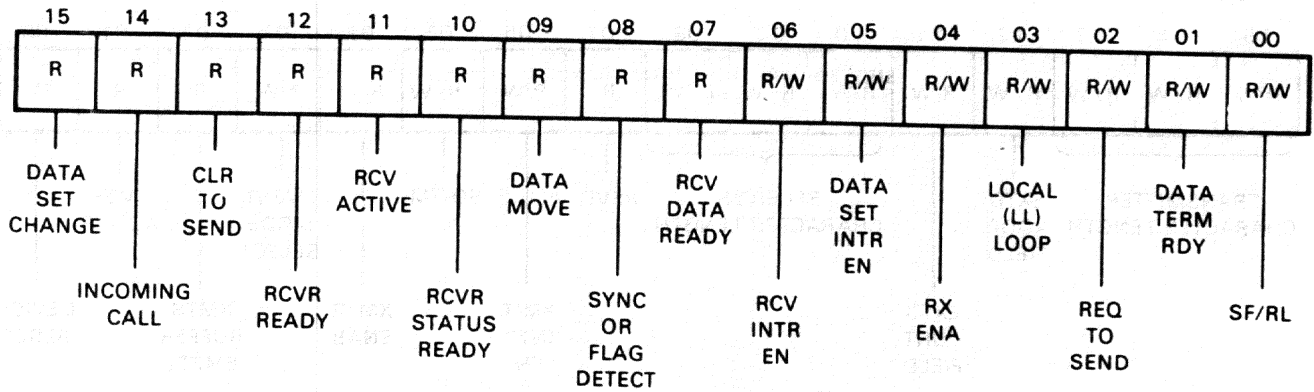 15 14 13 12 11 10 09 08 07 06 05 04 03 02 01 00
R R R R R R R R R R/W R/W R/W R/W R/W R/W R/W
DATA
SET
CHANGE
INCOMING
CALL
CLR
TO
SEND
RCVR
READY
RCV
ACTIVE
RCVR
STATUS
READY
DATA
MOVE
SYNC
OR
FLAG
DETECT
RCV
DATA
READY
RCV
INTR
EN
DATA
SET
INTR
EN
RX
ENA
LOCAL
(LL)
LOOP
REQ
TO
SEND
DATA
TERM
RDY
SF/RL